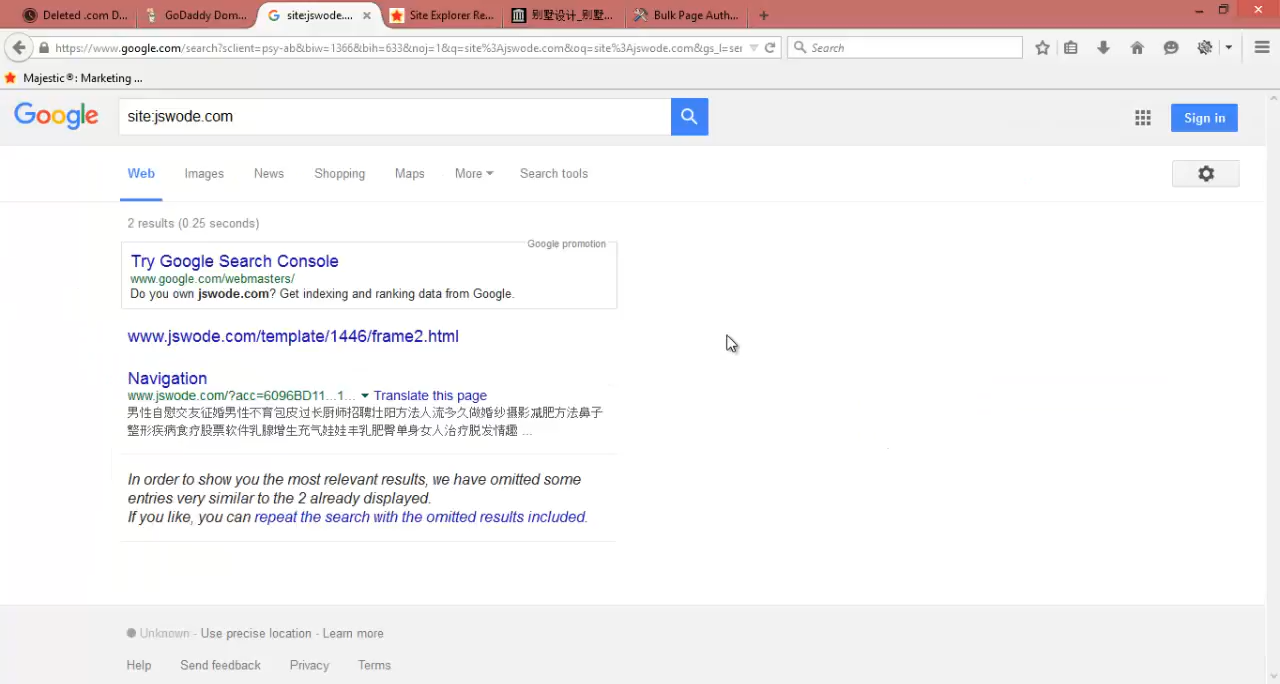 Deleted .com D...
GoDaddy Dom...
site:jswode....
Site Explorer Re...
别墅设计_别墅...
Bulk Page Auth...
https://www.google.com/search?sclient=psy-ab&biw=1366&bih=633&noj=1&q=site%3Ajswode.com&oq=site%3Ajswode.com&gs_l=ser
Search
Majestic®: Marketing ...
Google
site:jswode.com
Sign in
Web Images News Shopping Maps More Search tools
2 results (0.25 seconds)
Google promotion
Try Google Search Console
www.google.com/webmasters/
Do you own jswode.com? Get indexing and ranking data from Google.
www.jswode.com/template/1446/frame2.html
Navigation
www.jswode.com/?acc=6096BD11...1... Translate this page
男性自慰交友征婚男性不育包皮过长厨师招聘壮阳方法人流多久做婚纱摄影减肥方法鼻子
整形疾病食疗股票软件乳腺增生充气娃娃丰乳肥臀单身女人治疗脱发情趣 ...
In order to show you the most relevant results, we have omitted some
entries very similar to the 2 already displayed.
If you like, you can repeat the search with the omitted results included.
Unknown - Use precise location - Learn more
Help Send feedback Privacy Terms